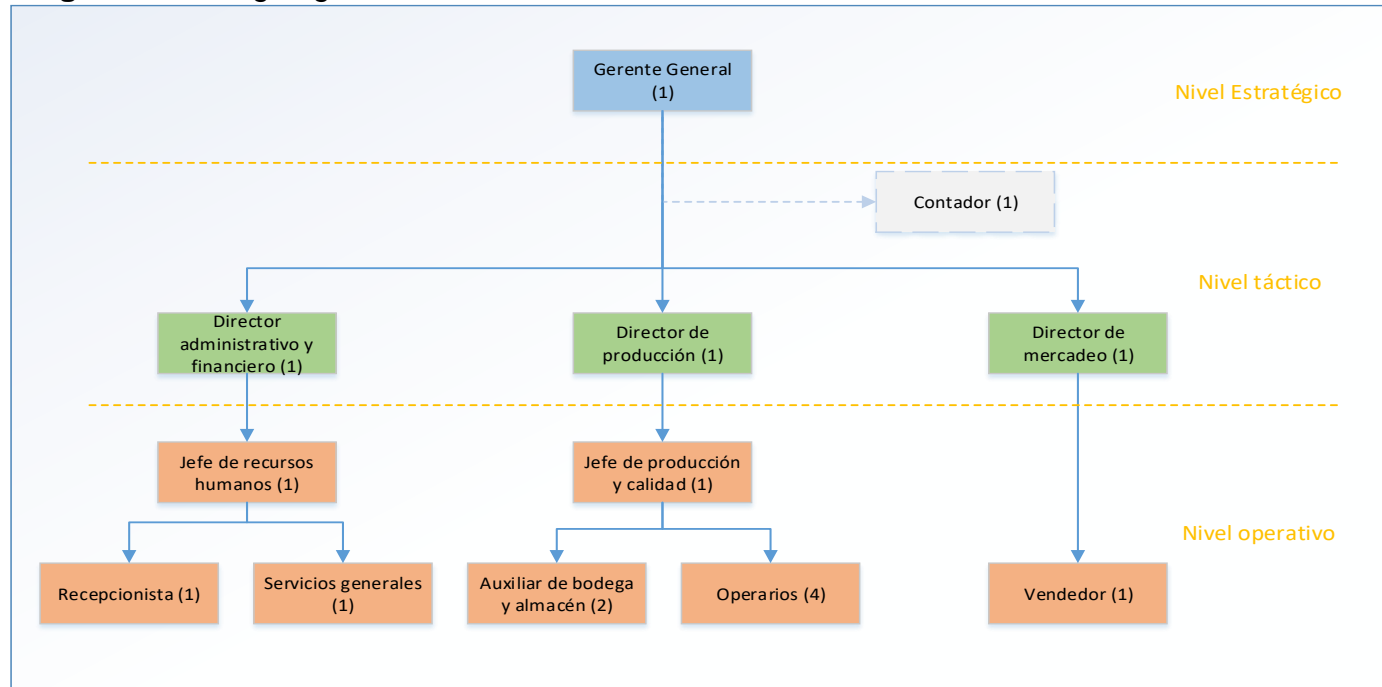 Gerente General
(1)
Nivel Estratégico
Contador (1)
Nivel táctico
Director
administrativo y
financiero (1)
Director de
producción (1)
Director de
mercadeo (1)
Jefe de recursos
humanos (1)
Jefe de producción
y calidad (1)
Nivel operativo
Recepcionista (1)
Servicios generales
(1)
Auxiliar de bodega
y almacén (2)
Operarios (4)
Vendedor (1)